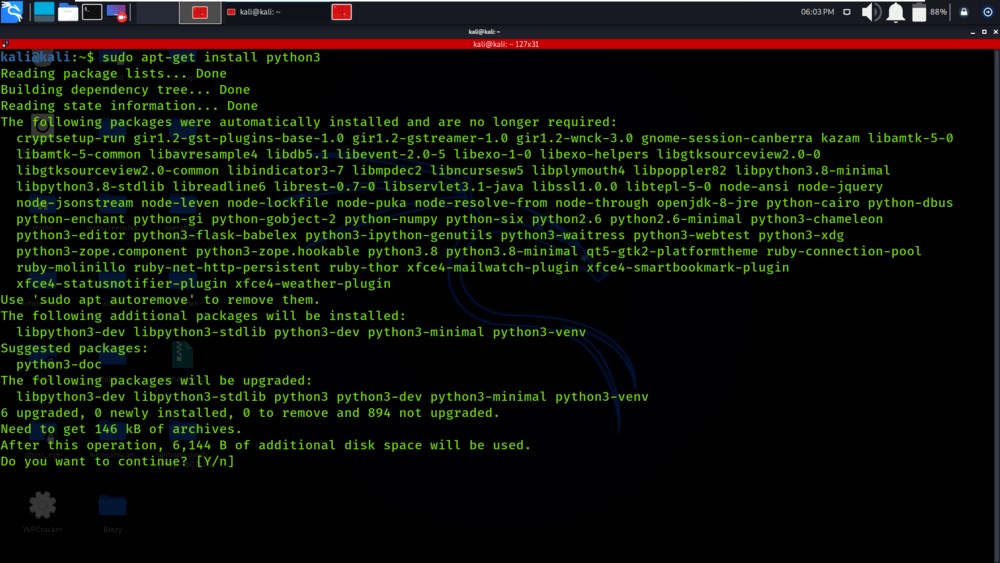 kali@kali: ~
06:03 PM
88%
kali@kali: ~
kali@kali: ~ 127x31
kali@kali:~$ sudo apt-get install python3
Reading package lists... Done
Building dependency tree... Done
Reading state information... Done
The following packages were automatically installed and are no longer required:
cryptsetup-run gir1.2-gst-plugins-base-1.0 gir1.2-gstreamer-1.0 gir1.2-wnck-3.0 gnome-session-canberra kazam libamtk-5-0
libamtk-5-common libavresample4 libdb5.1 libevent-2.0-5 libexo-1-0 libexo-helpers libgtksourceview2.0-0
libgtksourceview2.0-common libindicator3-7 libmpdec2 libncursesw5 libplymouth4 libpoppler82 libpython3.8-minimal
libpython3.8-stdlib libreadline6 librest-0.7-0 libservlet3.1-java libssl1.0.0 libtepl-5-0 node-ansi node-jquery
node-jsonstream node-leven node-lockfile node-puka node-resolve-from node-through openjdk-8-jre python-cairo python-dbus
python-enchant python-gi python-gobject-2 python-numpy python-six python2.6 python2.6-minimal python3-chameleon
python3-editor python3-flask-babelex python3-ipython-genutils python3-waitress python3-webtest python3-xdg
python3-zope.component python3-zope.hookable python3.8 python3.8-minimal qt5-gtk2-platformtheme ruby-connection-pool
ruby-molinillo ruby-net-http-persistent ruby-thor xfce4-mailwatch-plugin xfce4-smartbookmark-plugin
xfce4-statusnotifier-plugin xfce4-weather-plugin
Use 'sudo apt autoremove' to remove them.
The following additional packages will be installed:
libpython3-dev libpython3-stdlib python3-dev python3-minimal python3-venv
Suggested packages:
python3-doc
The following packages will be upgraded:
libpython3-dev libpython3-stdlib python3 python3-dev python3-minimal python3-venv
6 upgraded, 0 newly installed, 0 to remove and 894 not upgraded.
Need to get 146 kB of archives.
After this operation, 6,144 B of additional disk space will be used.
Do you want to continue? [Y/n]
WPCracker
Blazy